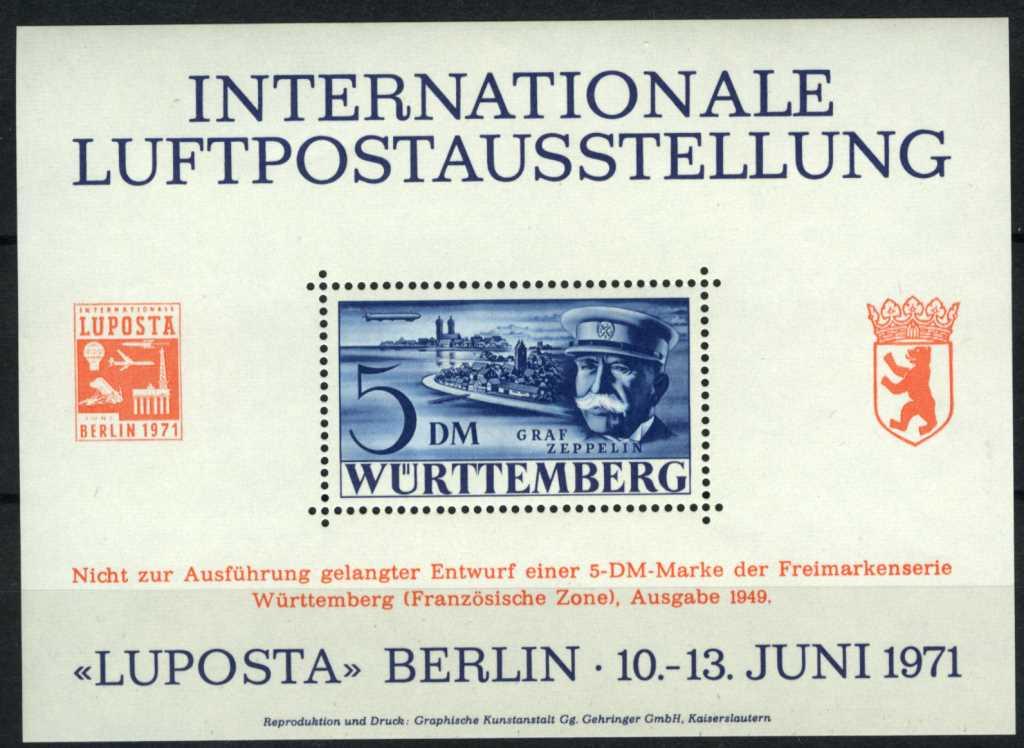 INTERNATIONALE
LUFTPOSTAUSSTELLUNG
INTERNATIONALE
LUPOSTA
JUNI
BERLIN 1971
5 DM
GRAF
ZEPPELIN
WÜRTTEMBERG
Nicht zur Ausführung gelangter Entwurf einer 5-DM-Marke der Freimarkenserie
Württemberg (Französische Zone), Ausgabe 1949.
«LUPOSTA» BERLIN · 10.-13. JUNI 1971
Reproduktion und Druck: Graphische Kunstanstalt Gg. Gehringer GmbH, Kaiserslautern